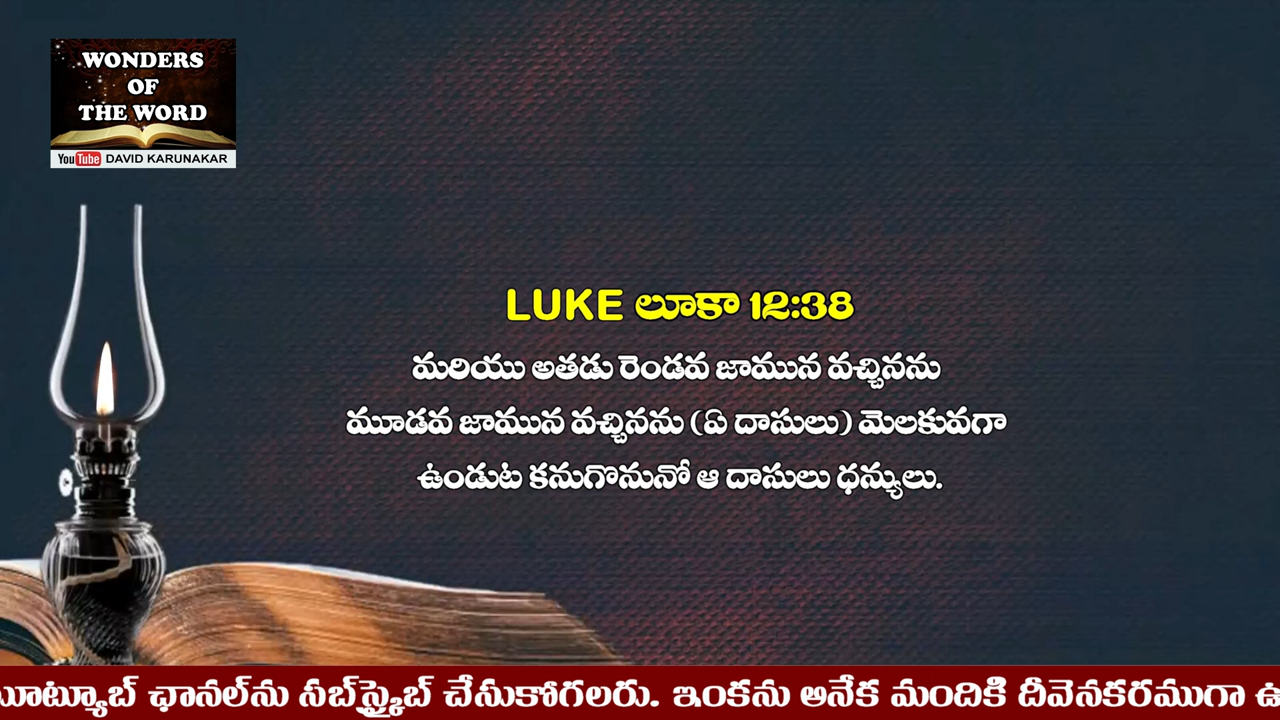 WONDERS
OF
THE WORD
YouTube DAVID KARUNAKAR
LUKE లూకా 12:38
మరియు అతడు రెండవ జామున వచ్చినను
మూడవ జామున వచ్చినను (ఏ దాసులు) మెలకువగా
ఉండుట కనుగొనునో ఆ దాసులు ధన్యులు.
ఛానల్‌ను సబ్‌స్క్రైబ్ చేసుకోగలరు. ఇంకను అనేక మందికి దీవెనకరముగా